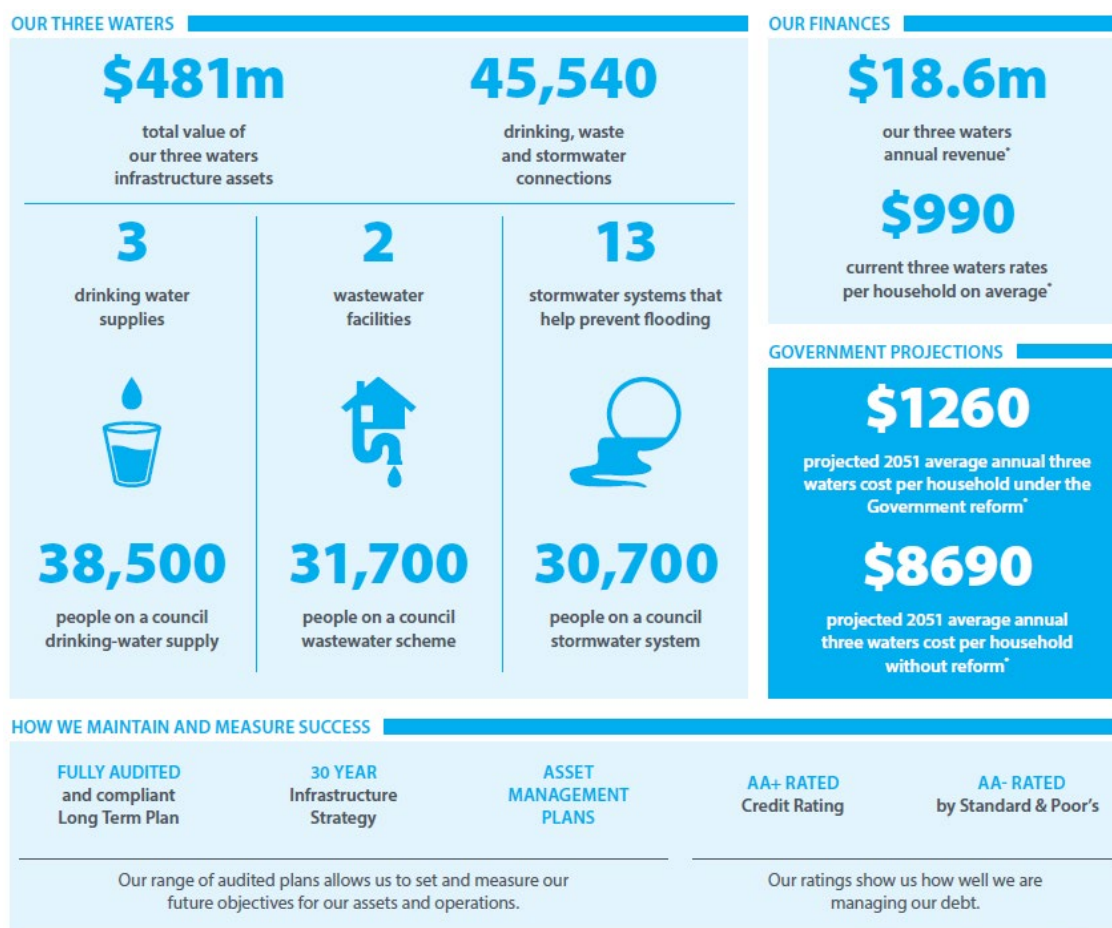 OUR THREE WATERS
$481m
total value of
our three waters
infrastructure assets
45,540
drinking, waste
and stormwater
connections
3
drinking water
supplies
2
wastewater
facilities
13
stormwater systems that
help prevent flooding
38,500
people on a council
drinking-water supply
31,700
people on a council
wastewater scheme
30,700
people on a council
stormwater system
OUR FINANCES
$18.6m
our three waters
annual revenue*
$990
current three waters rates
per household on average*
GOVERNMENT PROJECTIONS
$1260
projected 2051 average annual three
waters cost per household under the
Government reform*
$8690
projected 2051 average annual
three waters cost per household
without reform*
HOW WE MAINTAIN AND MEASURE SUCCESS
FULLY AUDITED
and compliant
Long Term Plan
30 YEAR
Infrastructure
Strategy
ASSET
MANAGEMENT
PLANS
AA+ RATED
Credit Rating
AA- RATED
by Standard & Poor's
Our range of audited plans allows us to set and measure our
future objectives for our assets and operations.
Our ratings show us how well we are
managing our debt.